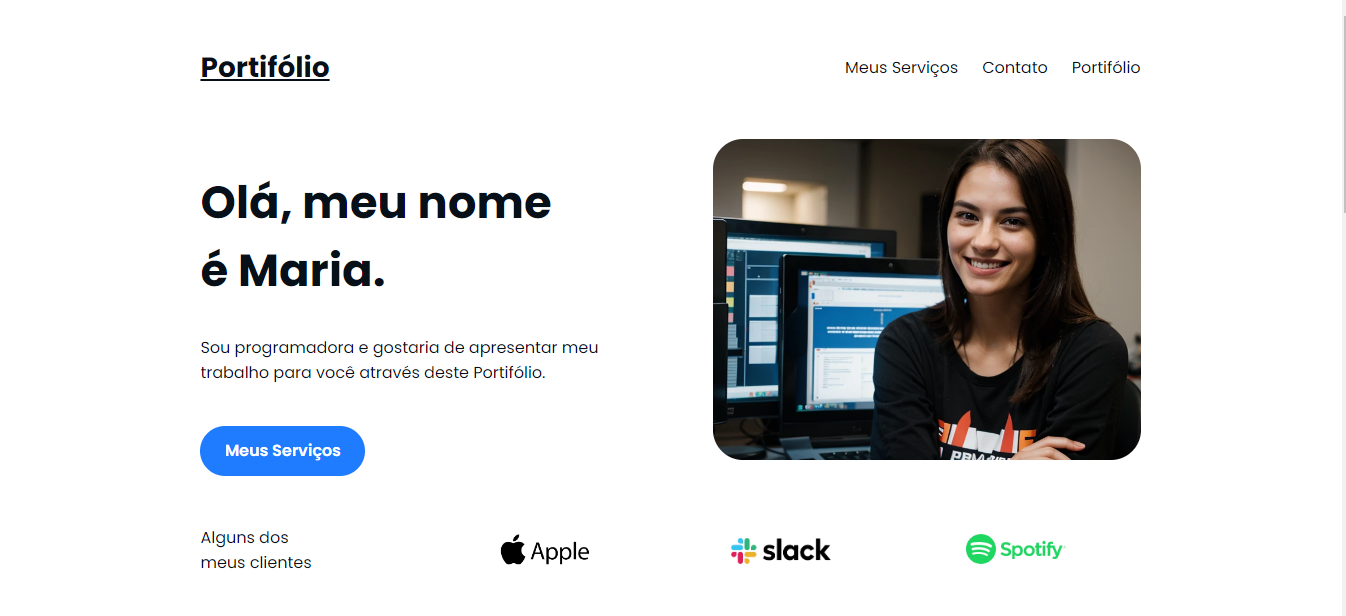 Portifólio
Meus Serviços Contato Portifólio
Olá, meu nome
é Maria.
Sou programadora e gostaria de apresentar meu
trabalho para você através deste Portifólio.
Meus Serviços
Alguns dos
meus clientes
Apple
slack
Spotify